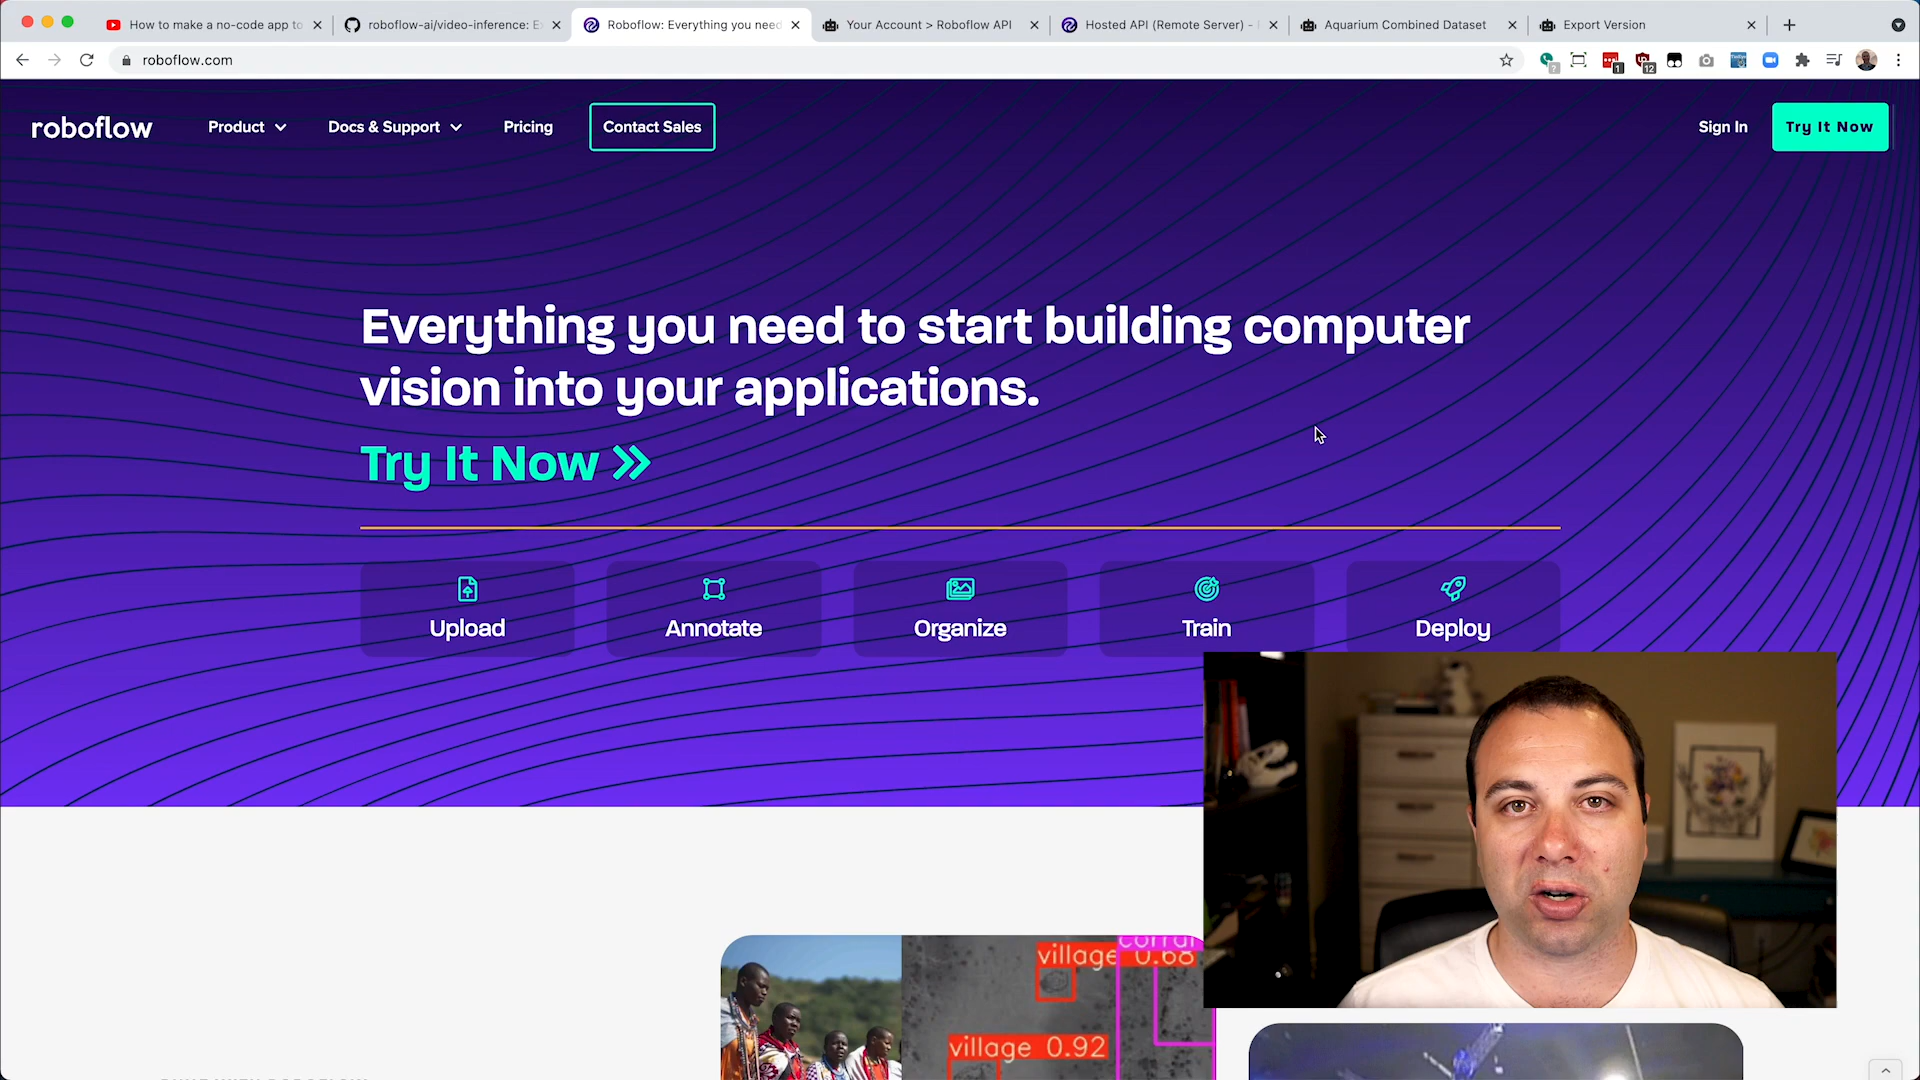 How to make a no-code app to
roboflow-ai/video-inference: E
Roboflow: Everything you need
Your Account > Roboflow API
Hosted API (Remote Server) -
Aquarium Combined Dataset
Export Version
roboflow.com
?
1
12
roboflow
Product
Docs & Support
Pricing
Contact Sales
Sign In
Try It Now
Everything you need to start building computer
vision into your applications.
Try It Now
Upload
Annotate
Organize
Train
Deploy
corral
village 0.68
village 0.92